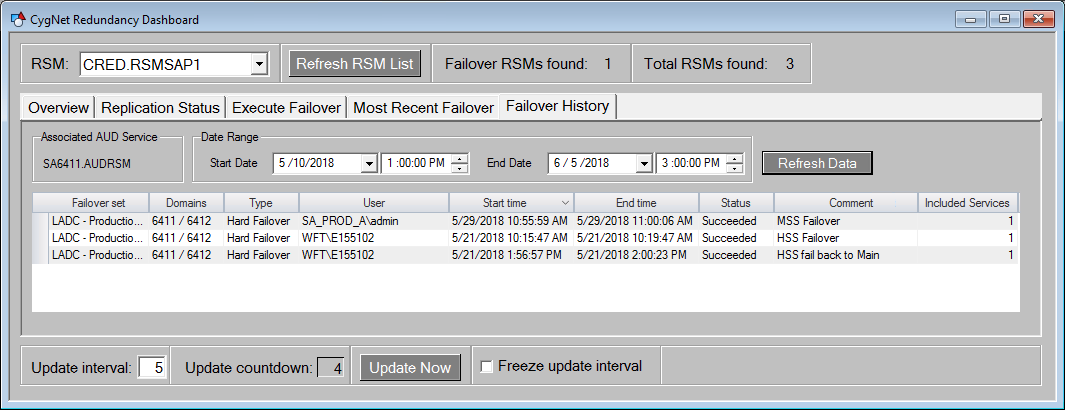 CygNet Redundancy Dashboard
RSM: CRED.RSMSAP1 Refresh RSM List Failover RSMs found: 1 Total RSMs found: 3
Overview Replication Status Execute Failover Most Recent Failover Failover History
Associated AUD Service Date Range
SA6411.AUDRSM Start Date 5 /10/2018 1 :00:00 PM End Date 6 / 5 /2018 3 :00:00 PM Refresh Data
Failover set Domains Type User Start time End time Status Comment Included Services
LADC - Productio... 6411 / 6412 Hard Failover SA_PROD_A\admin 5/29/2018 10:55:59 AM 5/29/2018 11:00:06 AM Succeeded MSS Failover 1
LADC - Productio... 6411 / 6412 Hard Failover WFT\E155102 5/21/2018 10:15:47 AM 5/21/2018 10:19:47 AM Succeeded HSS Failover 1
LADC - Productio... 6411 / 6412 Hard Failover WFT\E155102 5/21/2018 1:56:57 PM 5/21/2018 2:00:23 PM Succeeded HSS fail back to Main 1
Update interval: 5 Update countdown: 4 Update Now Freeze update interval